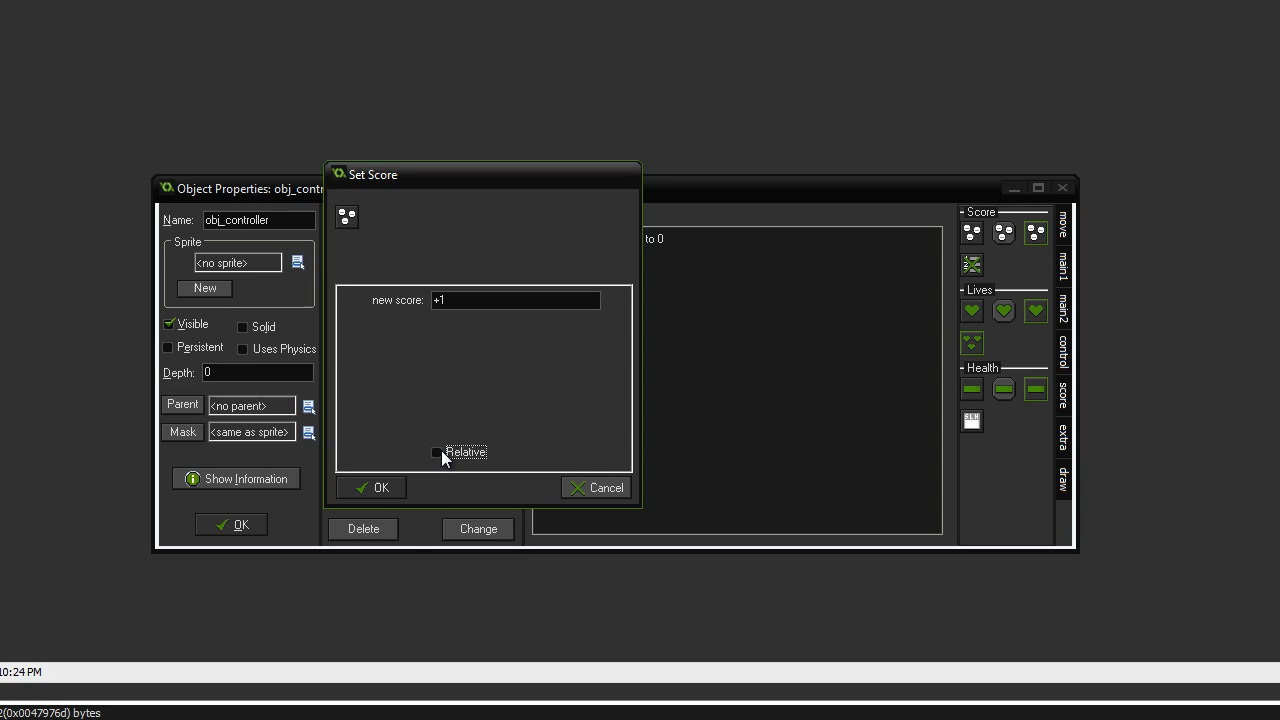 Set Score
Object Properties: obj_contr
Name: obj_controller
Sprite
<no sprite>
New
Visible
Solid
Persistent
Uses Physics
Depth: 0
Parent
<no parent>
Mask
<same as sprite>
Show Information
OK
new score: +1
Relative
OK
Cancel
Delete
Change
to 0
Score
Lives
Health
SLH
move
main1
main2
control
score
extra
draw
10:24 PM
2(0x0047976d) bytes